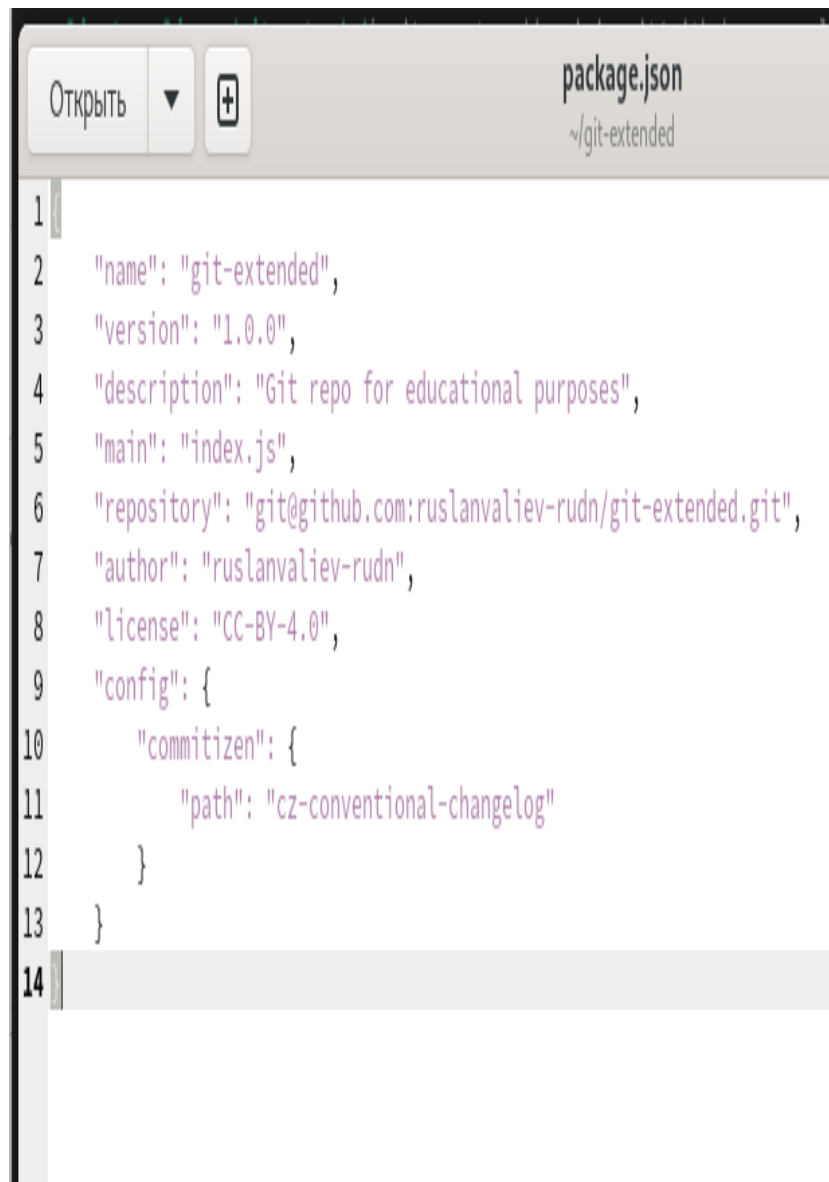 Открыть
package.json
~/git-extended
1 {
2 "name": "git-extended",
3 "version": "1.0.0",
4 "description": "Git repo for educational purposes",
5 "main": "index.js",
6 "repository": "git@github.com:ruslanvaliev-rudn/git-extended.git",
7 "author": "ruslanvaliev-rudn",
8 "license": "CC-BY-4.0",
9 "config": {
10 "commitizen": {
11 "path": "cz-conventional-changelog"
12 }
13 }
14 }